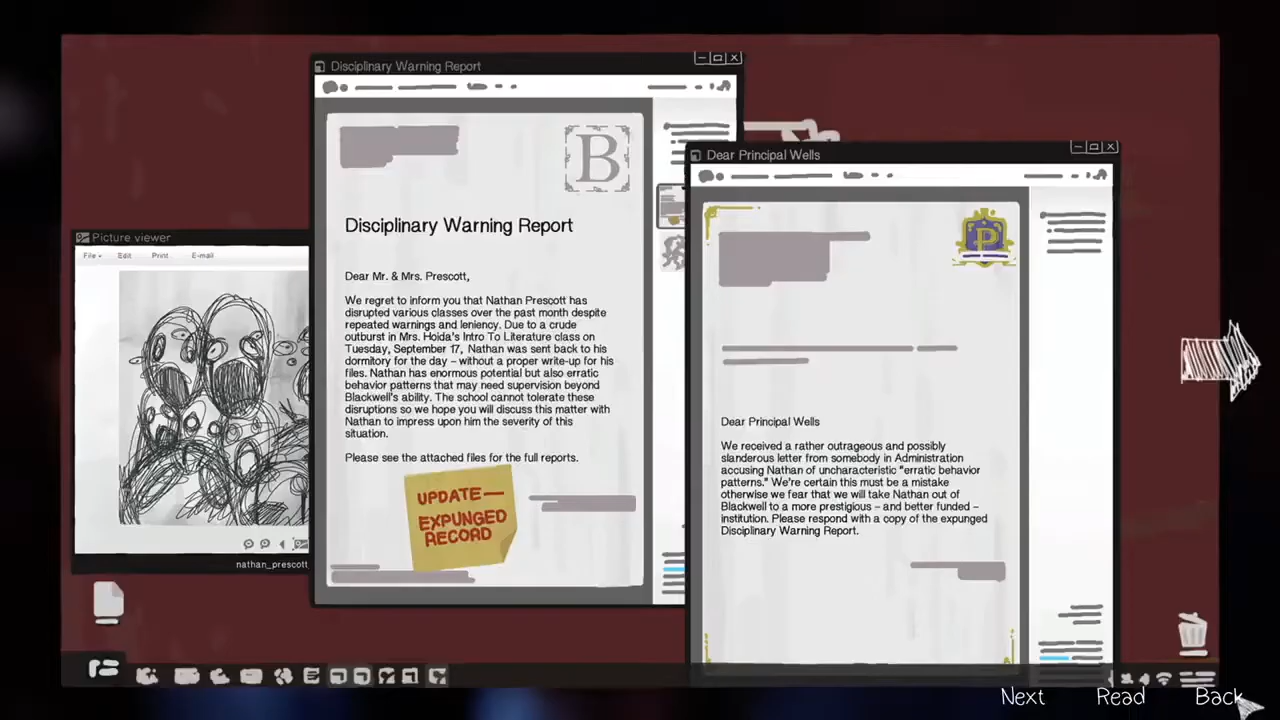 Disciplinary Warning Report
B
Disciplinary Warning Report
Dear Mr. & Mrs. Prescott,
We regret to inform you that Nathan Prescott has
disrupted various classes over the past month despite
repeated warnings and leniency. Due to a crude
outburst in Mrs. Hoida's Intro To Literature class on
Tuesday, September 17, Nathan was sent back to his
dormitory for the day – without a proper write-up for his
files. Nathan has enormous potential but also erratic
behavior patterns that may need supervision beyond
Blackwell's ability. The school cannot tolerate these
disruptions so we hope you will discuss this matter with
Nathan to impress upon him the severity of this
situation.
Please see the attached files for the full reports.
UPDATE—
EXPUNGED
RECORD
Dear Principal Wells
P
Dear Principal Wells
We received a rather outrageous and possibly
slanderous letter from somebody in Administration
accusing Nathan of uncharacteristic "erratic behavior
patterns." We're certain this must be a mistake
otherwise we fear that we will take Nathan out of
Blackwell to a more prestigious – and better funded –
institution. Please respond with a copy of the expunged
Disciplinary Warning Report.
Picture viewer
File Edit Print E-mail
nathan_prescott
Next Read Back